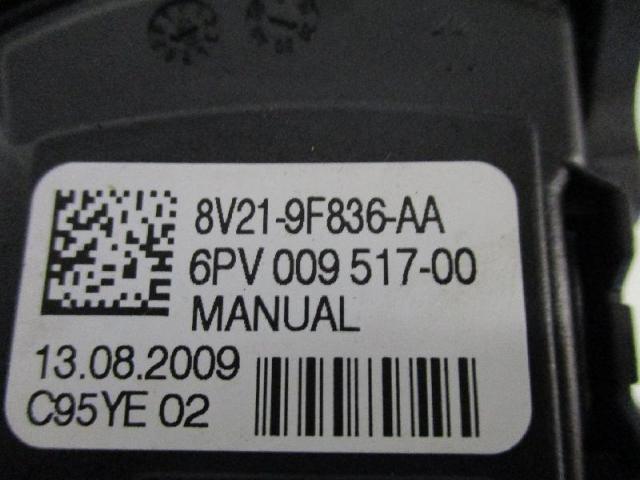 8V21-9F836-AA
6PV 009 517-00
MANUAL
13.08.2009
C95YE 02